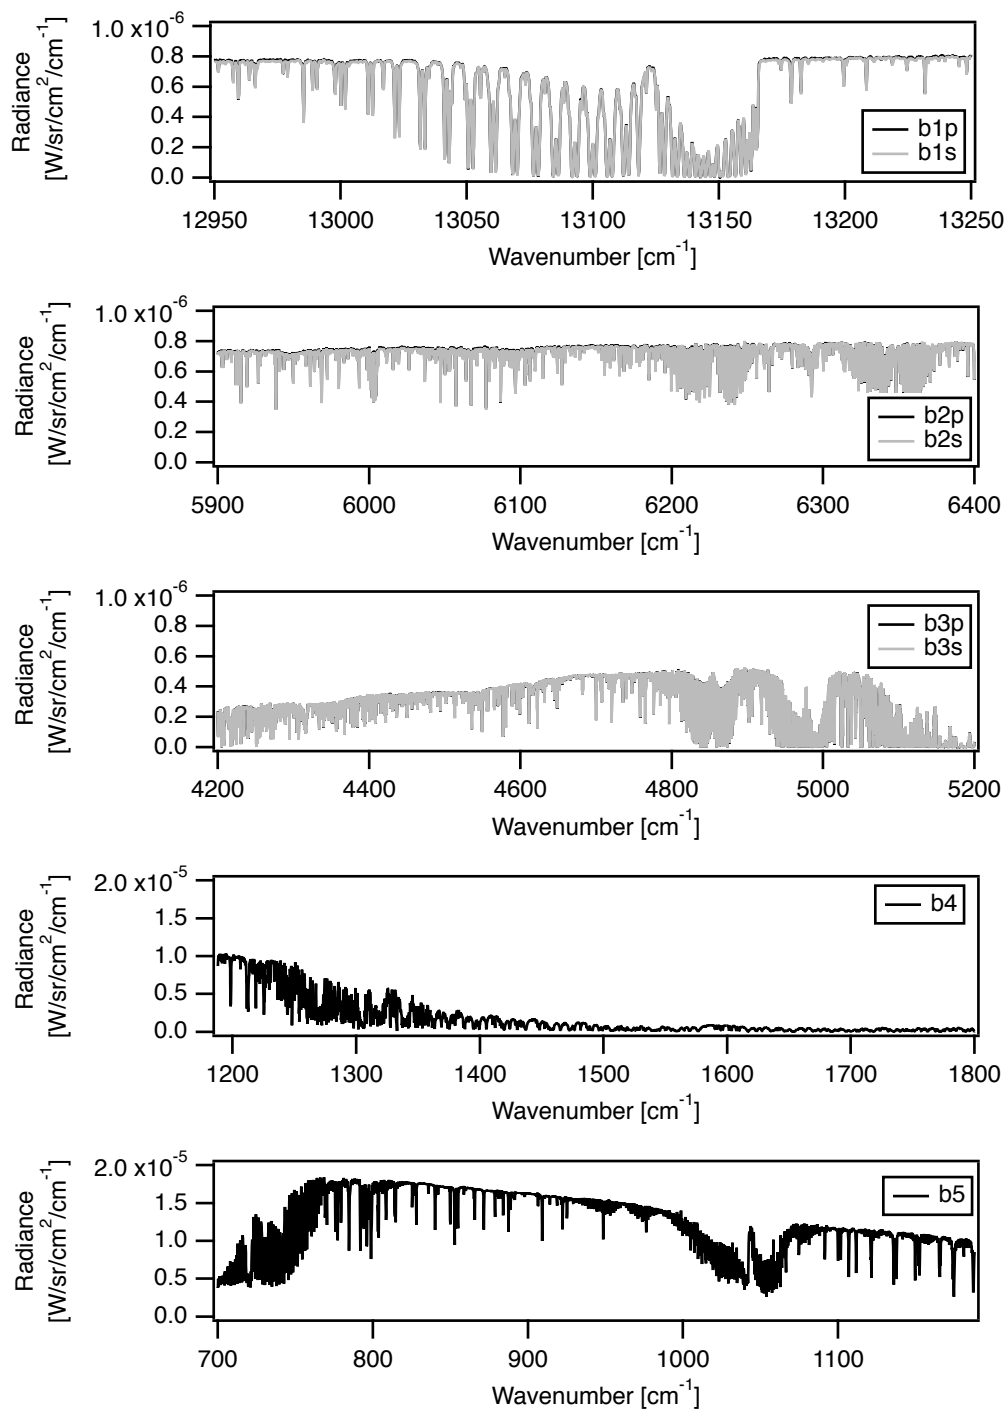 1.0 x10⁻⁶
0.8
0.6
0.4
0.2
0.0
Radiance
[W/sr/cm²/cm⁻¹]
b1p
b1s
12950 13000 13050 13100 13150 13200 13250
Wavenumber [cm⁻¹]
1.0 x10⁻⁶
0.8
0.6
0.4
0.2
0.0
Radiance
[W/sr/cm²/cm⁻¹]
b2p
b2s
5900 6000 6100 6200 6300 6400
Wavenumber [cm⁻¹]
1.0 x10⁻⁶
0.8
0.6
0.4
0.2
0.0
Radiance
[W/sr/cm²/cm⁻¹]
b3p
b3s
4200 4400 4600 4800 5000 5200
Wavenumber [cm⁻¹]
2.0 x10⁻⁵
1.5
1.0
0.5
0.0
Radiance
[W/sr/cm²/cm⁻¹]
b4
1200 1300 1400 1500 1600 1700 1800
Wavenumber [cm⁻¹]
2.0 x10⁻⁵
1.5
1.0
0.5
0.0
Radiance
[W/sr/cm²/cm⁻¹]
b5
700 800 900 1000 1100
Wavenumber [cm⁻¹]